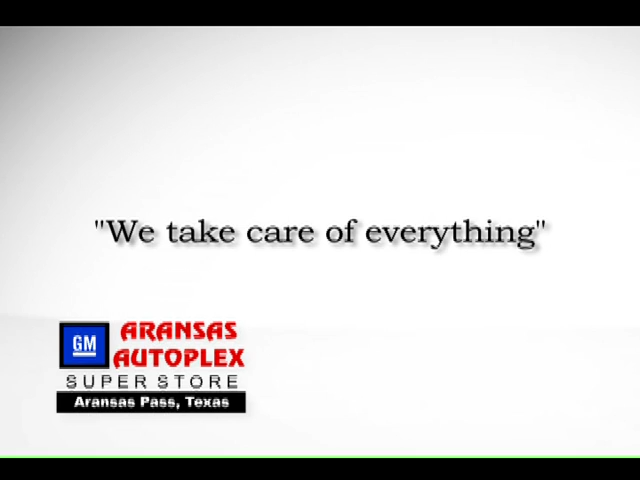 "We take care of everything"
GM
ARANSAS
AUTOPLEX
SUPER STORE
Aransas Pass, Texas